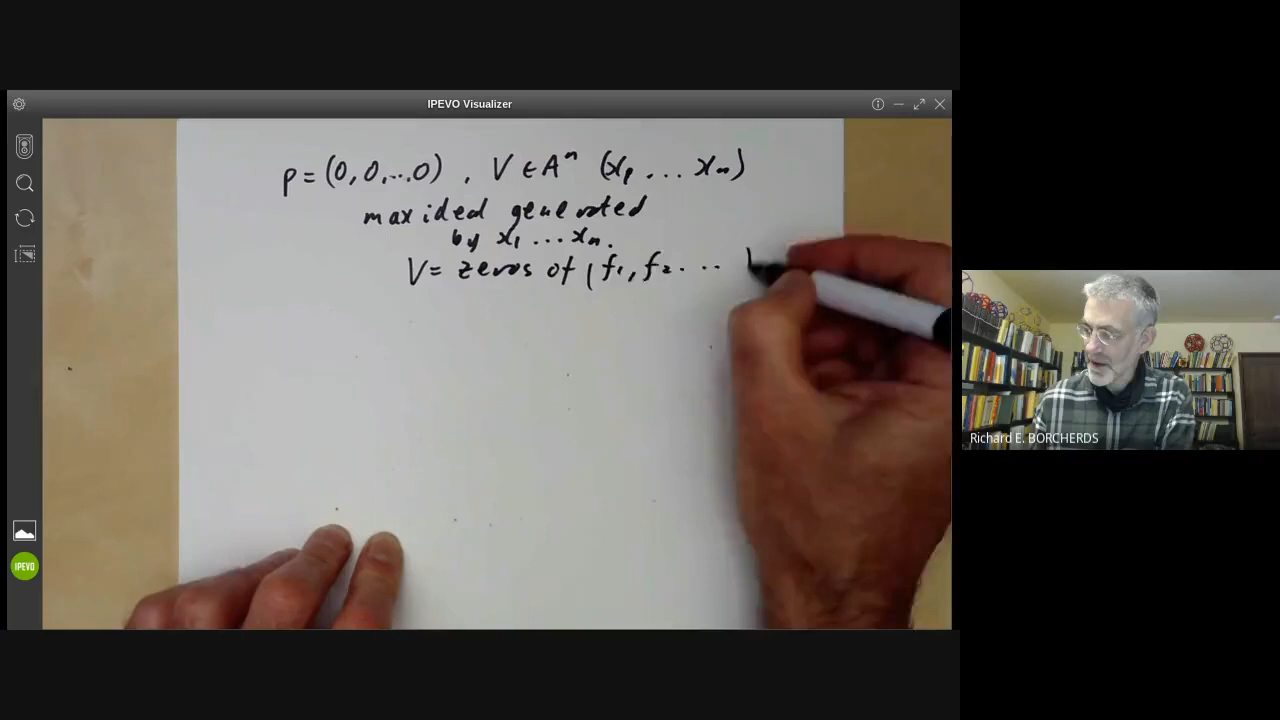 IPEVO Visualizer
p = (0, 0, ... 0) , V ∈ Aⁿ (x₁, ... xₙ)
max ideal generated
by x₁ ... xₙ.
V = zeros of (f₁, f₂ ... )
Richard E. BORCHERDS
IPEVO